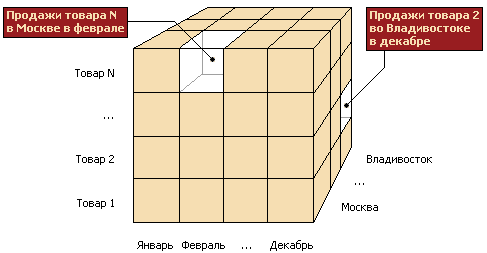 Продажи товара N
в Москве в феврале
Продажи товара 2
во Владивостоке
в декабре
Товар N
...
Товар 2
Товар 1
Владивосток
...
Москва
Январь Февраль ... Декабрь